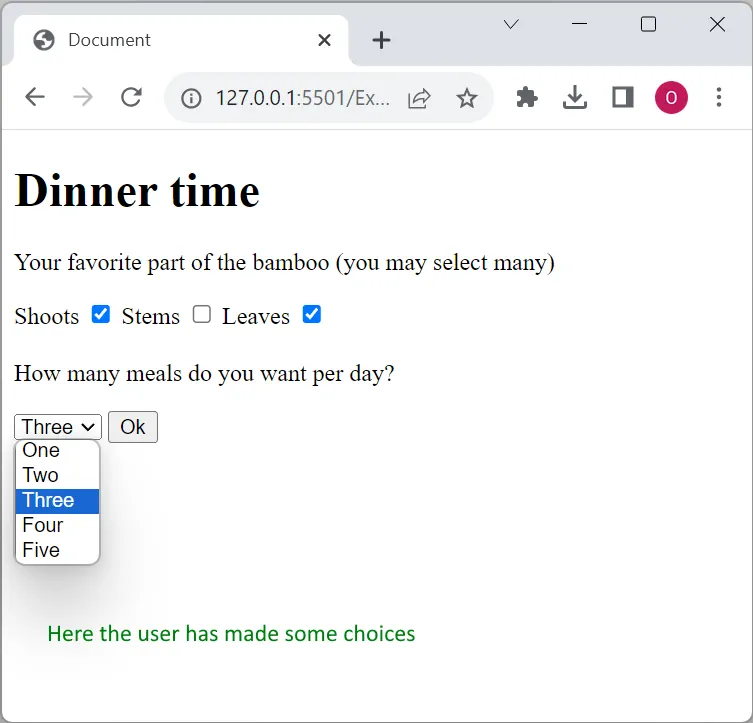 Document
127.0.0.1:5501/Ex...
O
Dinner time
Your favorite part of the bamboo (you may select many)
Shoots Stems Leaves
How many meals do you want per day?
Three Ok
One
Two
Three
Four
Five
Here the user has made some choices